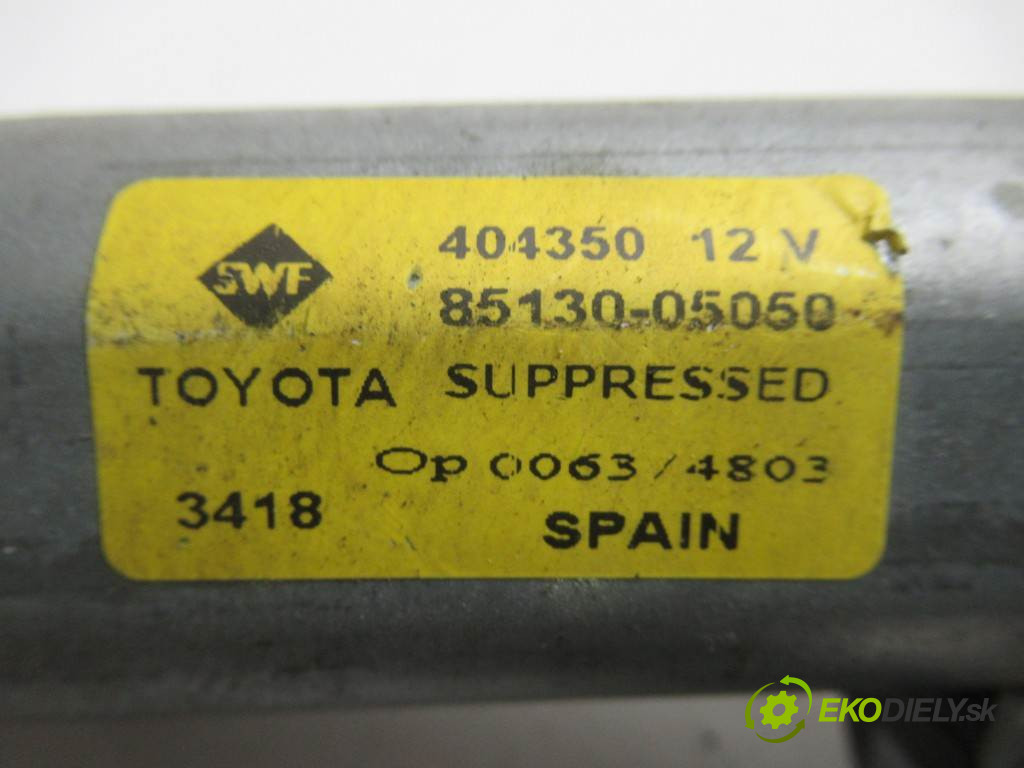 SWF
404350 12 V
85130-05050
TOYOTA SUPPRESSED
Op 0063/4803
3418 SPAIN
EKODIELY.sk